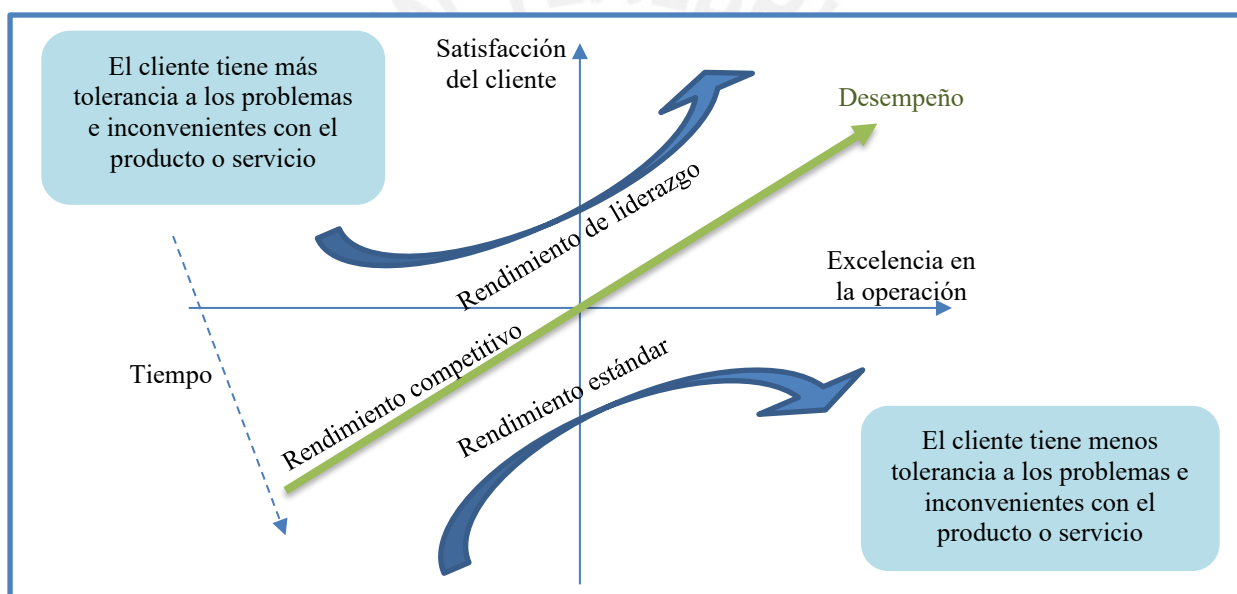 El cliente tiene más
tolerancia a los problemas
e inconvenientes con el
producto o servicio
Satisfacción
del cliente
Desempeño
Rendimiento de liderazgo
Excelencia en
la operación
Tiempo
Rendimiento competitivo
Rendimiento estándar
El cliente tiene menos
tolerancia a los problemas e
inconvenientes con el
producto o servicio